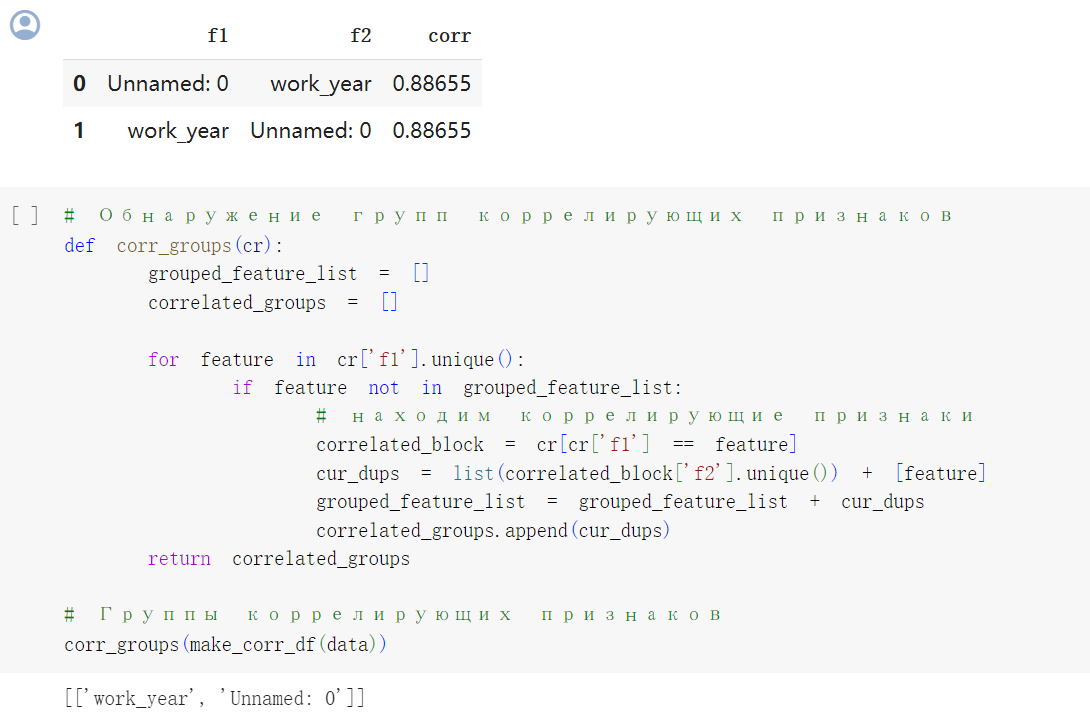 f1 f2 corr
0 Unnamed: 0 work_year 0.88655
1 work_year Unnamed: 0 0.88655
[ ] # Обнаружение групп коррелирующих признаков
def corr_groups(cr):
grouped_feature_list = []
correlated_groups = []
for feature in cr['f1'].unique():
if feature not in grouped_feature_list:
# находим коррелирующие признаки
correlated_block = cr[cr['f1'] == feature]
cur_dups = list(correlated_block['f2'].unique()) + [feature]
grouped_feature_list = grouped_feature_list + cur_dups
correlated_groups.append(cur_dups)
return correlated_groups
# Группы коррелирующих признаков
corr_groups(make_corr_df(data))
[['work_year', 'Unnamed: 0']]